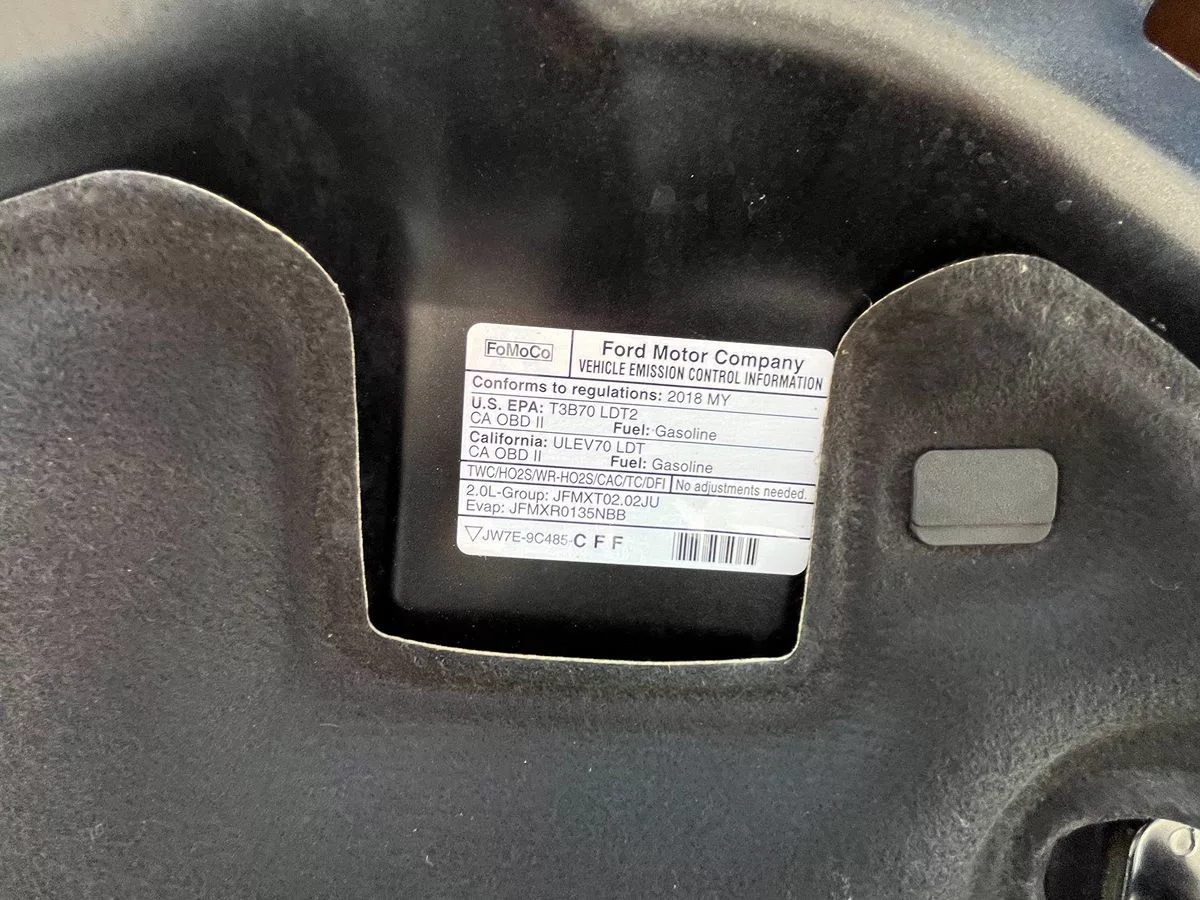 FoMoCo
Ford Motor Company
VEHICLE EMISSION CONTROL INFORMATION
Conforms to regulations: 2018 MY
U.S. EPA: T3B70 LDT2
CA OBD II Fuel: Gasoline
California: ULEV70 LDT
CA OBD II Fuel: Gasoline
TWC/HO2S/WR-HO2S/CAC/TC/DFI No adjustments needed.
2.0L-Group: JFMXT02.02JU
Evap: JFMXR0135NBB
JW7E-9C485-C F F